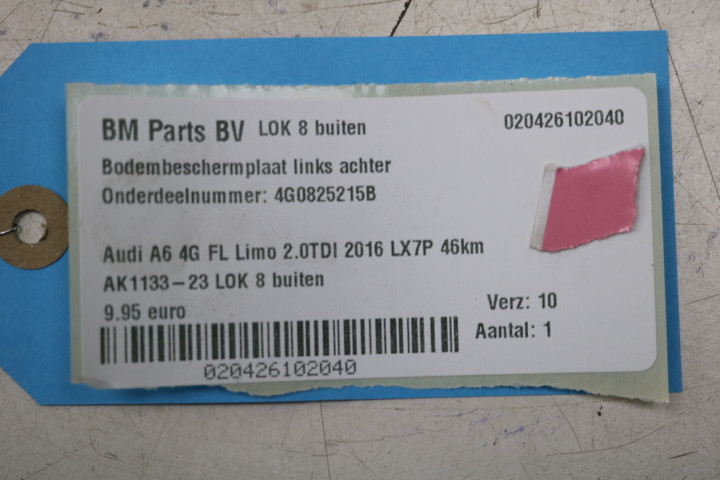 BM Parts BV LOK 8 buiten 020426102040
Bodembeschermplaat links achter
Onderdeelnummer: 4G0825215B
Audi A6 4G FL Limo 2.0TDI 2016 LX7P 46km
AK1133-23 LOK 8 buiten
9.95 euro Verz: 10
Aantal: 1
020426102040